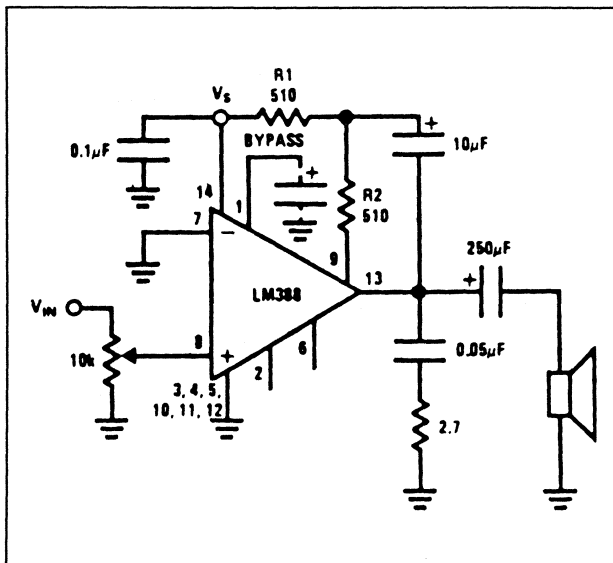 R1
510
Vs
BYPASS
0.1µF
+
10µF
14
1
+
R2
510
7
−
9
13
250µF
+
LM388
VIN
10k
8
+
6
2
3, 4, 5,
10, 11, 12
0.05µF
2.7